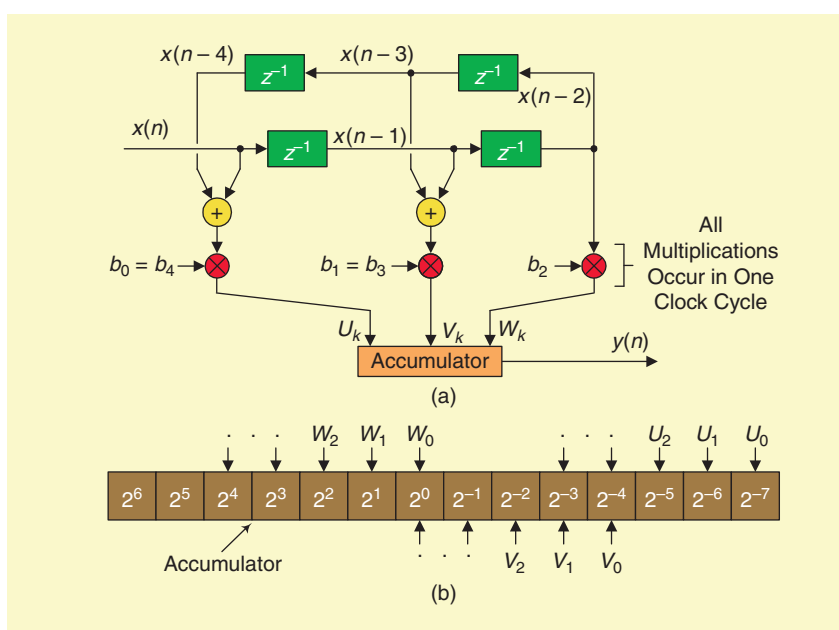 x(n – 4)
x(n – 3)
z⁻¹
z⁻¹
x(n – 2)
x(n)
x(n – 1)
z⁻¹
z⁻¹
+
+
All
Multiplications
Occur in One
Clock Cycle
b₀ = b₄
b₁ = b₃
b₂
Uₖ
Vₖ
Wₖ
y(n)
Accumulator
(a)
. . . W₂ W₁ W₀ . . . U₂ U₁ U₀
2⁶ 2⁵ 2⁴ 2³ 2² 2¹ 2⁰ 2⁻¹ 2⁻² 2⁻³ 2⁻⁴ 2⁻⁵ 2⁻⁶ 2⁻⁷
. . . V₂ V₁ V₀
Accumulator
(b)